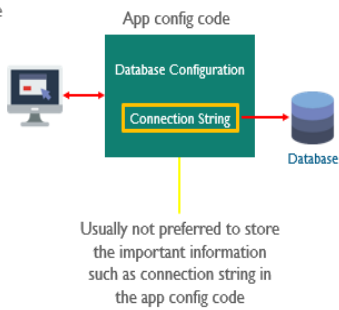 e
App config code
Database Configuration
Connection String
Database
Usually not preferred to store
the important information
such as connection string in
the app config code